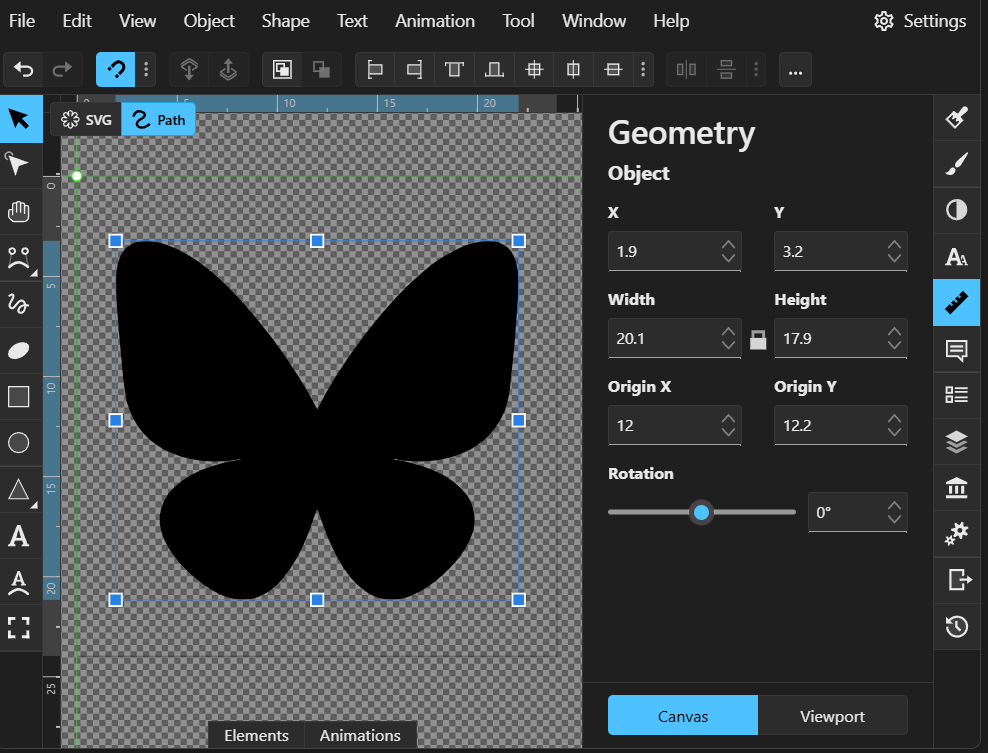 File Edit View Object Shape Text Animation Tool Window Help Settings
...
0 5 10 15 20
SVG Path
0
5
10
15
20
25
A
A
Geometry
Object
X Y
1.9 3.2
Width Height
20.1 17.9
Origin X Origin Y
12 12.2
Rotation
0°
Canvas Viewport
Elements Animations